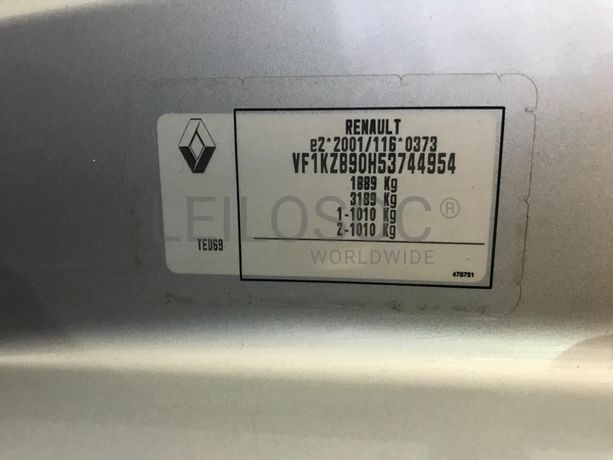 RENAULT
e2*2001/116*0373
VF1KZ890H53744954
1889 Kg
3189 Kg
1-1010 Kg
2-1010 Kg
LEILOSOC®
WORLDWIDE
TED69
478751